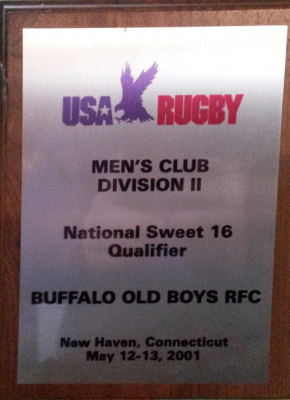 USA RUGBY
MEN'S CLUB
DIVISION II
National Sweet 16
Qualifier
BUFFALO OLD BOYS RFC
New Haven, Connecticut
May 12-13, 2001